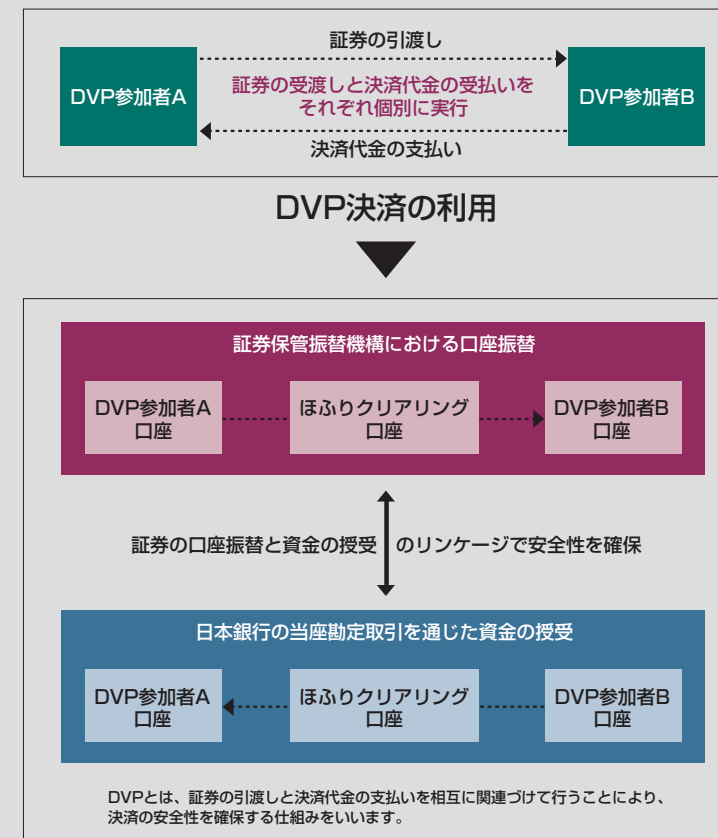 証券の引渡し
DVP参加者A
証券の受渡しと決済代金の受払いを
それぞれ個別に実行
DVP参加者B
決済代金の支払い
DVP決済の利用
証券保管振替機構における口座振替
DVP参加者A
口座
ほふりクリアリング
口座
DVP参加者B
口座
証券の口座振替と資金の授受 のリンケージで安全性を確保
日本銀行の当座勘定取引を通じた資金の授受
DVP参加者A
口座
ほふりクリアリング
口座
DVP参加者B
口座
DVPとは、証券の引渡しと決済代金の支払いを相互に関連づけて行うことにより、
決済の安全性を確保する仕組みをいいます。